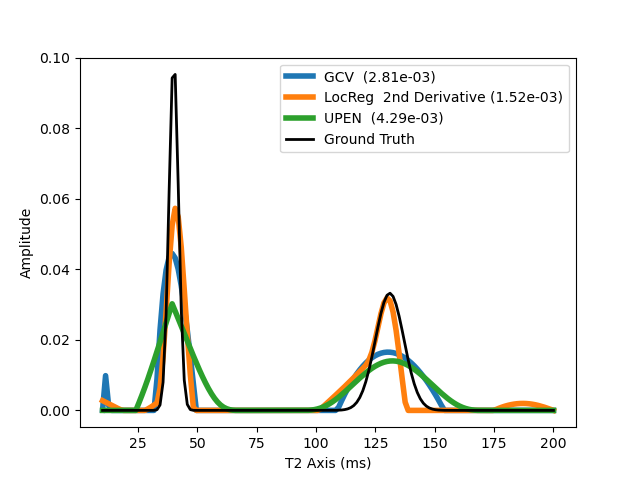 0.10
0.08
0.06
0.04
0.02
0.00
Amplitude
GCV  (2.81e-03)
LocReg  2nd Derivative (1.52e-03)
UPEN  (4.29e-03)
Ground Truth
25 50 75 100 125 150 175 200
T2 Axis (ms)